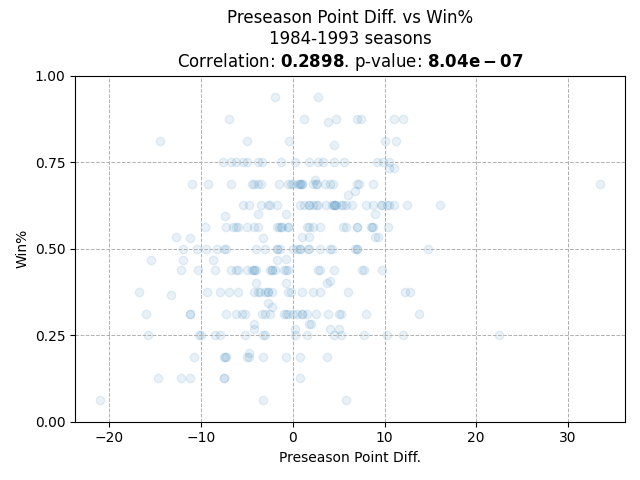 Preseason Point Diff. vs Win%
1984-1993 seasons
Correlation: 0.2898. p-value: 8.04e−07
1.00
0.75
0.50
0.25
0.00
Win%
−20 −10 0 10 20 30
Preseason Point Diff.